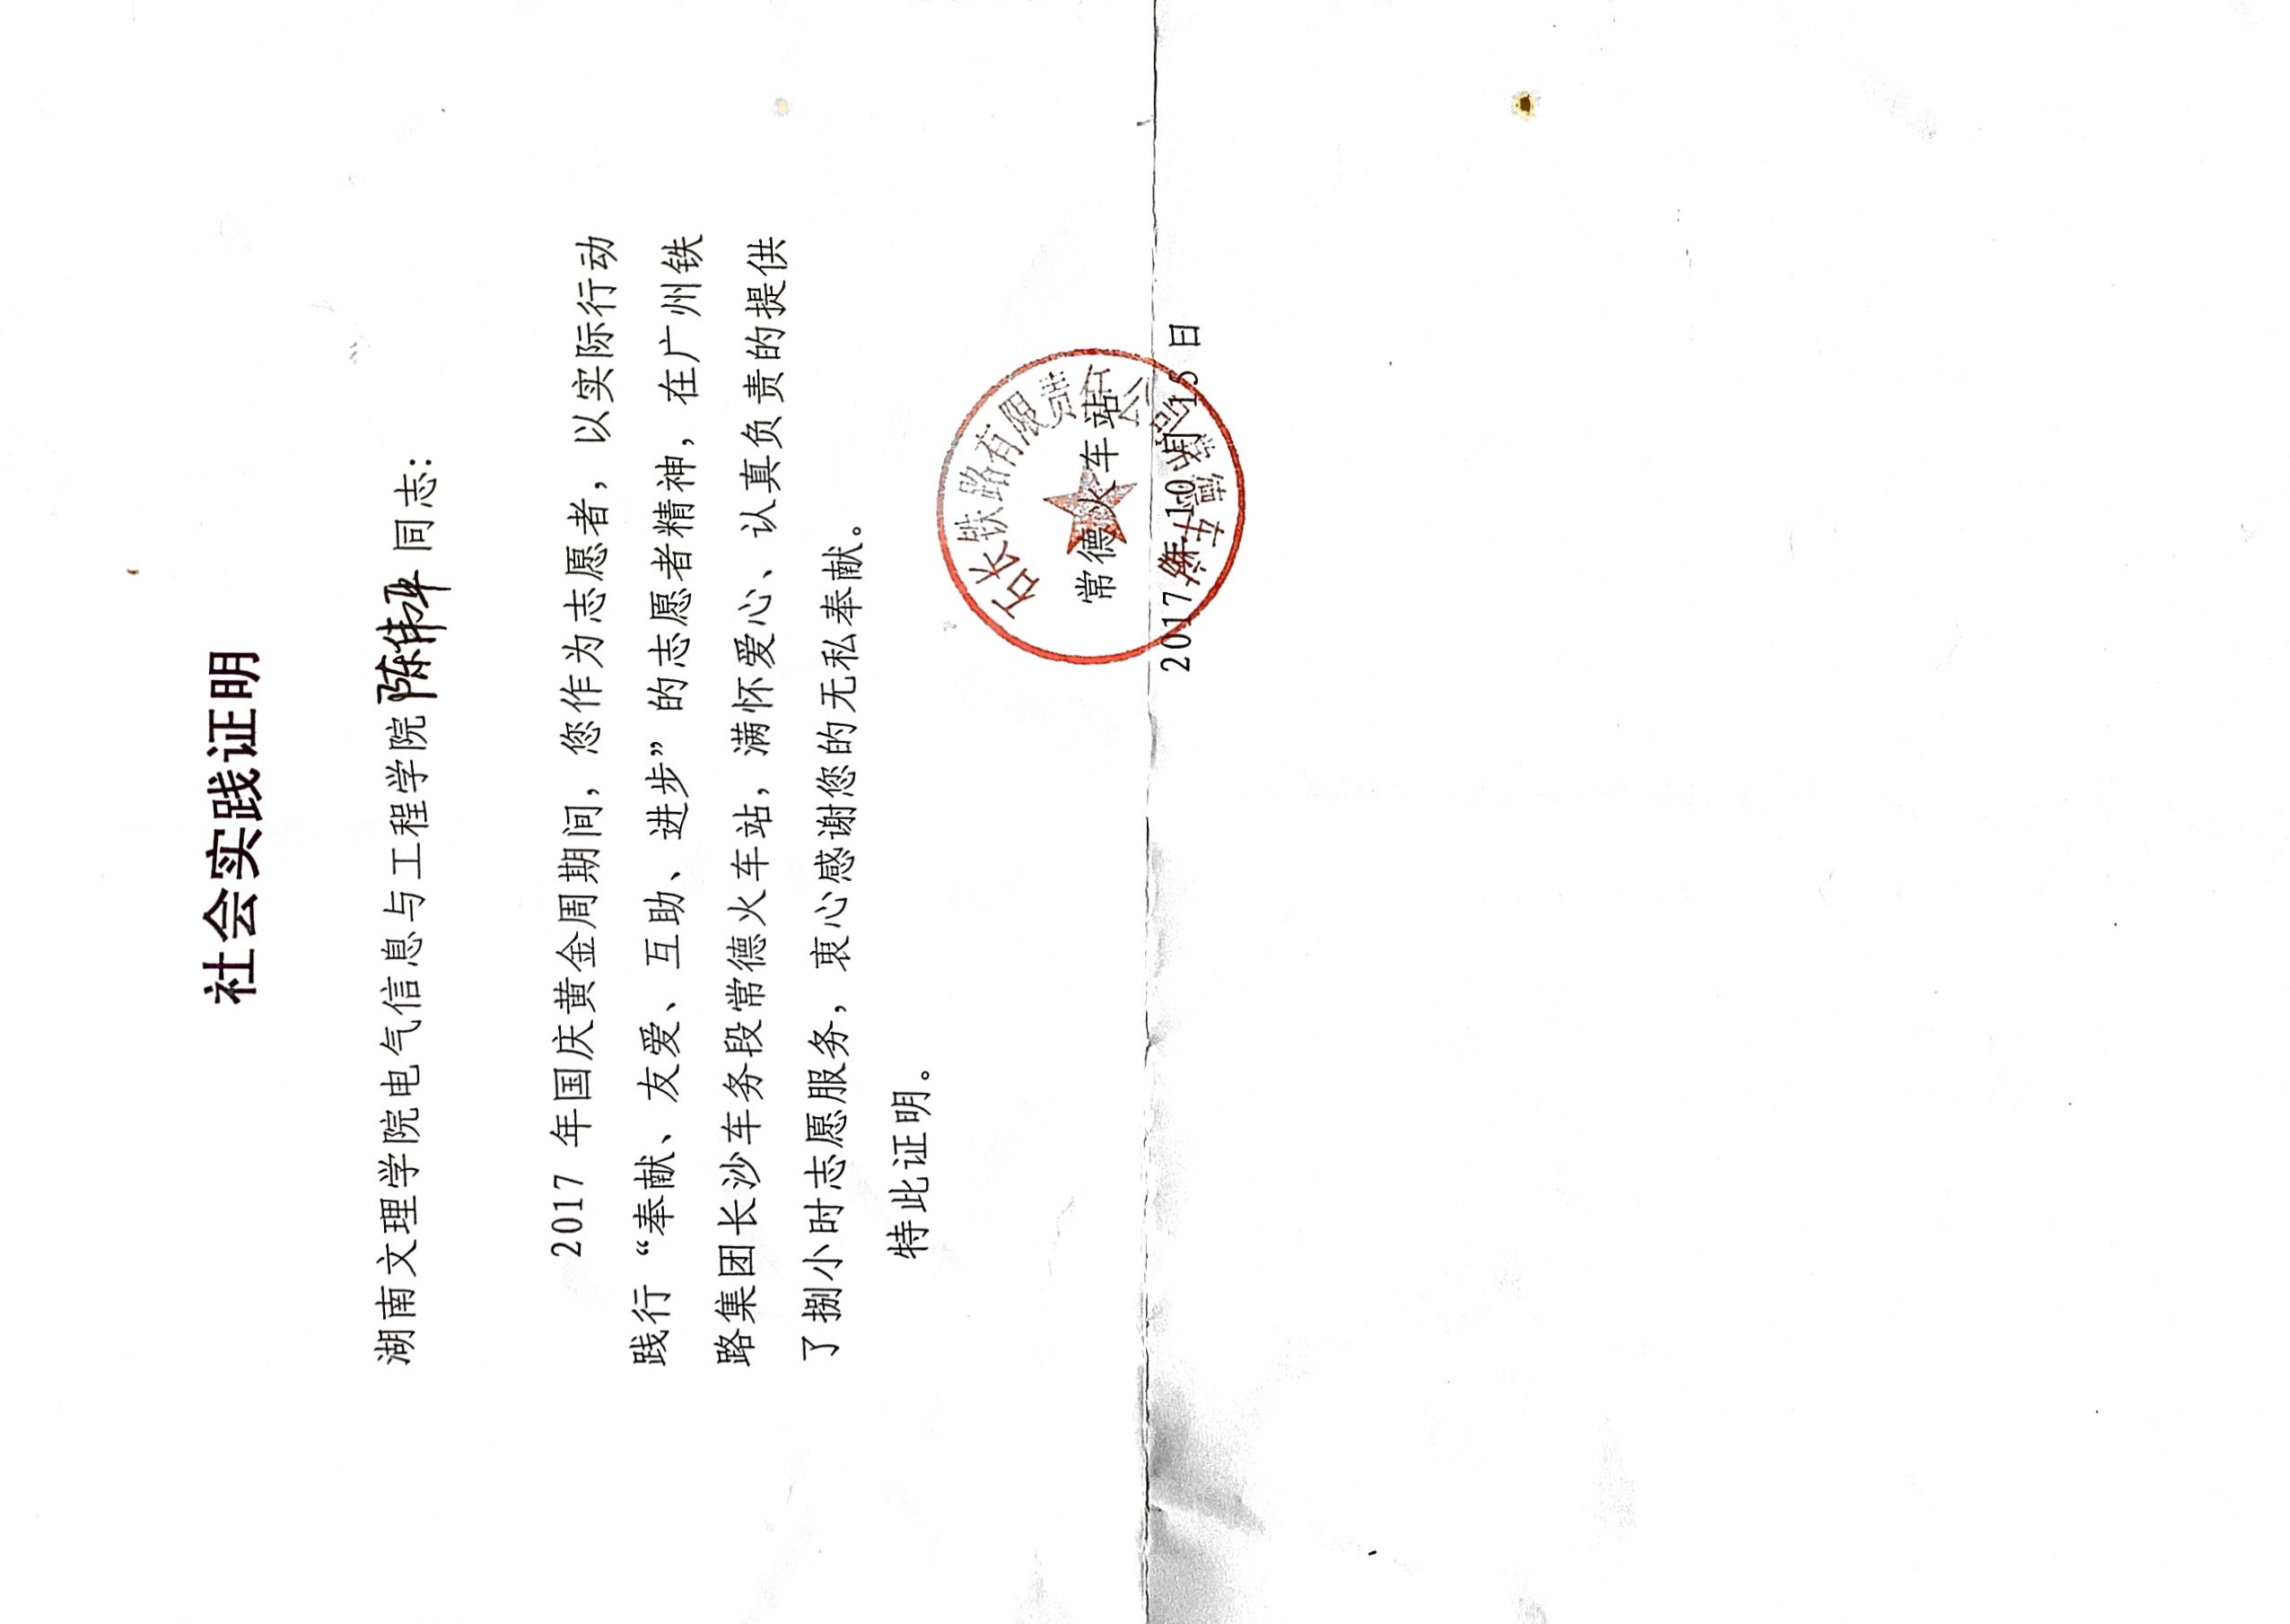 社会实践证明
湖南文理学院电气信息与工程学院陈伟平同志:
2017 年国庆黄金周期间，您作为志愿者，以实际行动
践行“奉献、友爱、互助、进步”的志愿者精神，在广州铁
路集团长沙车务段常德火车站，满怀爱心、认真负责的提供
了捌小时志愿服务，衷心感谢您的无私奉献。
特此证明。
石长铁路有限责任公司常德车站
常德火车站
2017 年 10 月 15 日